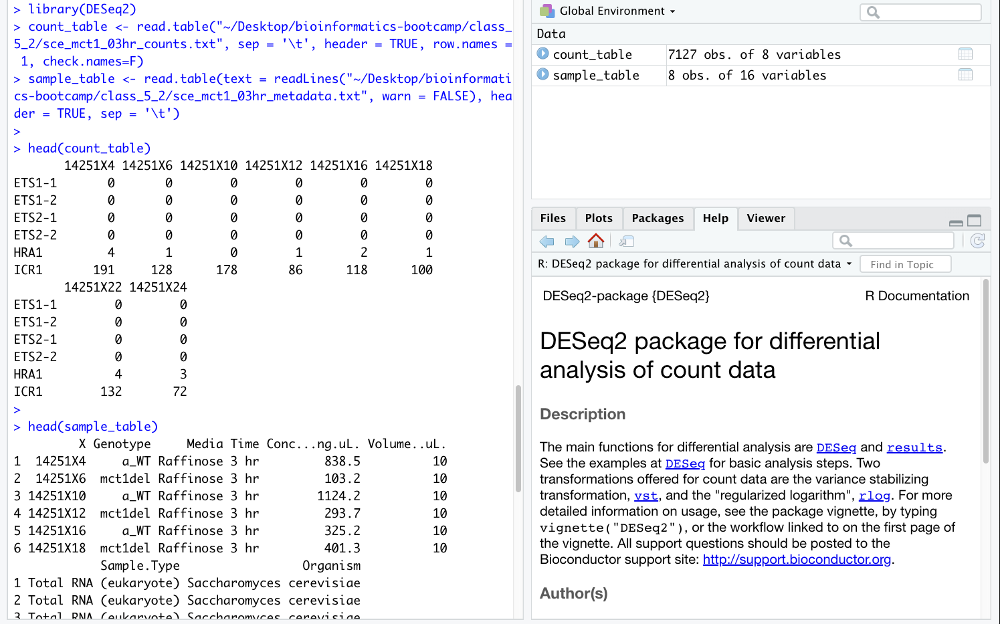 > library(DESeq2)
> count_table <- read.table("~/Desktop/bioinformatics-bootcamp/class_
5_2/sce_mct1_03hr_counts.txt", sep = '\t', header = TRUE, row.names =
 1, check.names=F)
> sample_table <- read.table(text = readLines("~/Desktop/bioinformati
cs-bootcamp/class_5_2/sce_mct1_03hr_metadata.txt", warn = FALSE), hea
der = TRUE, sep = '\t')
>
> head(count_table)
       14251X4 14251X6 14251X10 14251X12 14251X16 14251X18
ETS1-1       0       0        0        0        0        0
ETS1-2       0       0        0        0        0        0
ETS2-1       0       0        0        0        0        0
ETS2-2       0       0        0        0        0        0
HRA1         4       1        0        1        2        1
ICR1       191     128      178       86      118      100
       14251X22 14251X24
ETS1-1        0        0
ETS1-2        0        0
ETS2-1        0        0
ETS2-2        0        0
HRA1          4        3
ICR1        132       72
>
> head(sample_table)
         X Genotype     Media Time Conc...ng.uL. Volume..uL.
1  14251X4     a_WT Raffinose 3 hr         838.5          10
2  14251X6  mct1del Raffinose 3 hr         103.2          10
3 14251X10     a_WT Raffinose 3 hr        1124.2          10
4 14251X12  mct1del Raffinose 3 hr         293.7          10
5 14251X16     a_WT Raffinose 3 hr         325.2          10
6 14251X18  mct1del Raffinose 3 hr         401.3          10
            Sample.Type                 Organism
1 Total RNA (eukaryote) Saccharomyces cerevisiae
2 Total RNA (eukaryote) Saccharomyces cerevisiae
3 Total RNA (eukaryote) Saccharomyces cerevisiae
Global Environment
Data
count_table 7127 obs. of 8 variables
sample_table 8 obs. of 16 variables
Files Plots Packages Help Viewer
R: DESeq2 package for differential analysis of count data Find in Topic
DESeq2-package {DESeq2} R Documentation
DESeq2 package for differential
analysis of count data
Description
The main functions for differential analysis are DESeq and results.
See the examples at DESeq for basic analysis steps. Two
transformations offered for count data are the variance stabilizing
transformation, vst, and the "regularized logarithm", rlog. For more
detailed information on usage, see the package vignette, by typing
vignette("DESeq2"), or the workflow linked to on the first page of
the vignette. All support questions should be posted to the
Bioconductor support site: http://support.bioconductor.org.
Author(s)